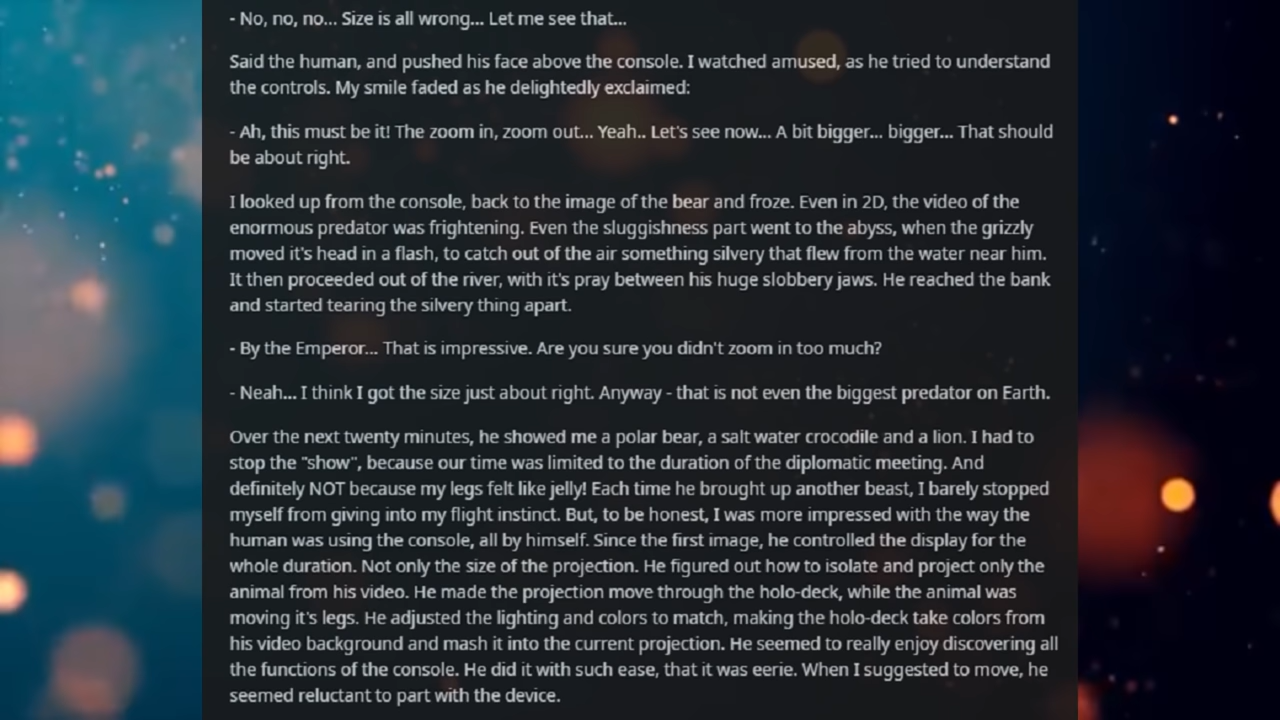 - No, no, no... Size is all wrong... Let me see that...
Said the human, and pushed his face above the console. I watched amused, as he tried to understand
the controls. My smile faded as he delightedly exclaimed:
- Ah, this must be it! The zoom in, zoom out... Yeah.. Let's see now... A bit bigger... bigger... That should
be about right.
I looked up from the console, back to the image of the bear and froze. Even in 2D, the video of the
enormous predator was frightening. Even the sluggishness part went to the abyss, when the grizzly
moved it's head in a flash, to catch out of the air something silvery that flew from the water near him.
It then proceeded out of the river, with it's pray between his huge slobbery jaws. He reached the bank
and started tearing the silvery thing apart.
- By the Emperor... That is impressive. Are you sure you didn't zoom in too much?
- Neah... I think I got the size just about right. Anyway - that is not even the biggest predator on Earth.
Over the next twenty minutes, he showed me a polar bear, a salt water crocodile and a lion. I had to
stop the "show", because our time was limited to the duration of the diplomatic meeting. And
definitely NOT because my legs felt like jelly! Each time he brought up another beast, I barely stopped
myself from giving into my flight instinct. But, to be honest, I was more impressed with the way the
human was using the console, all by himself. Since the first image, he controlled the display for the
whole duration. Not only the size of the projection. He figured out how to isolate and project only the
animal from his video. He made the projection move through the holo-deck, while the animal was
moving it's legs. He adjusted the lighting and colors to match, making the holo-deck take colors from
his video background and mash it into the current projection. He seemed to really enjoy discovering all
the functions of the console. He did it with such ease, that it was eerie. When I suggested to move, he
seemed reluctant to part with the device.